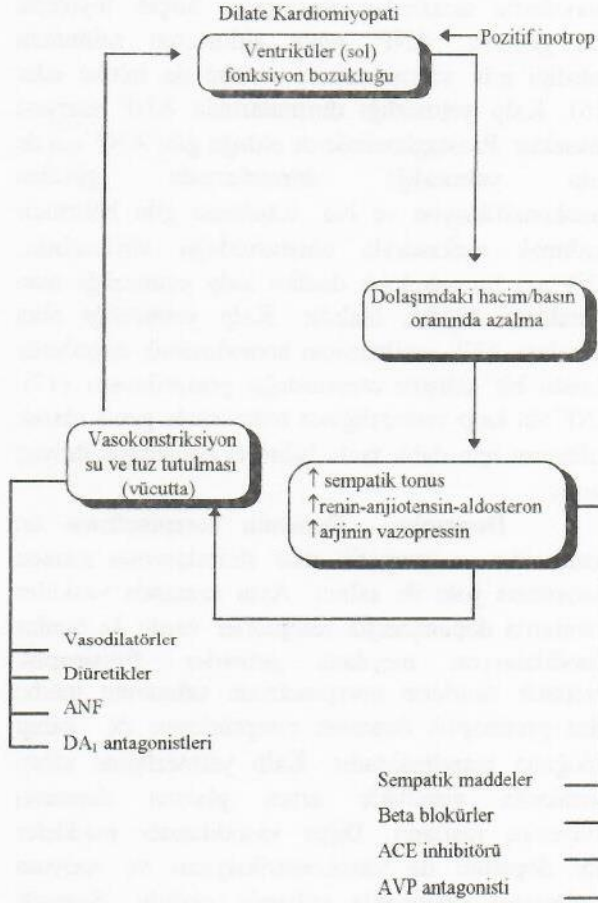 Dilate Kardiomiyopati
Ventriküler (sol)
fonksiyon bozukluğu
Pozitif inotrop
Dolaşımdaki hacim/basın
oranında azalma
Vasokonstriksiyon
su ve tuz tutulması
(vücutta)
↑ sempatik tonus
↑renin-anjiotensin-aldosteron
↑arjinin vazopressin
Vasodilatörler
Diüretikler
ANF
DA₁ antagonistleri
Sempatik maddeler
Beta blokürler
ACE inhibitörü
AVP antagonisti